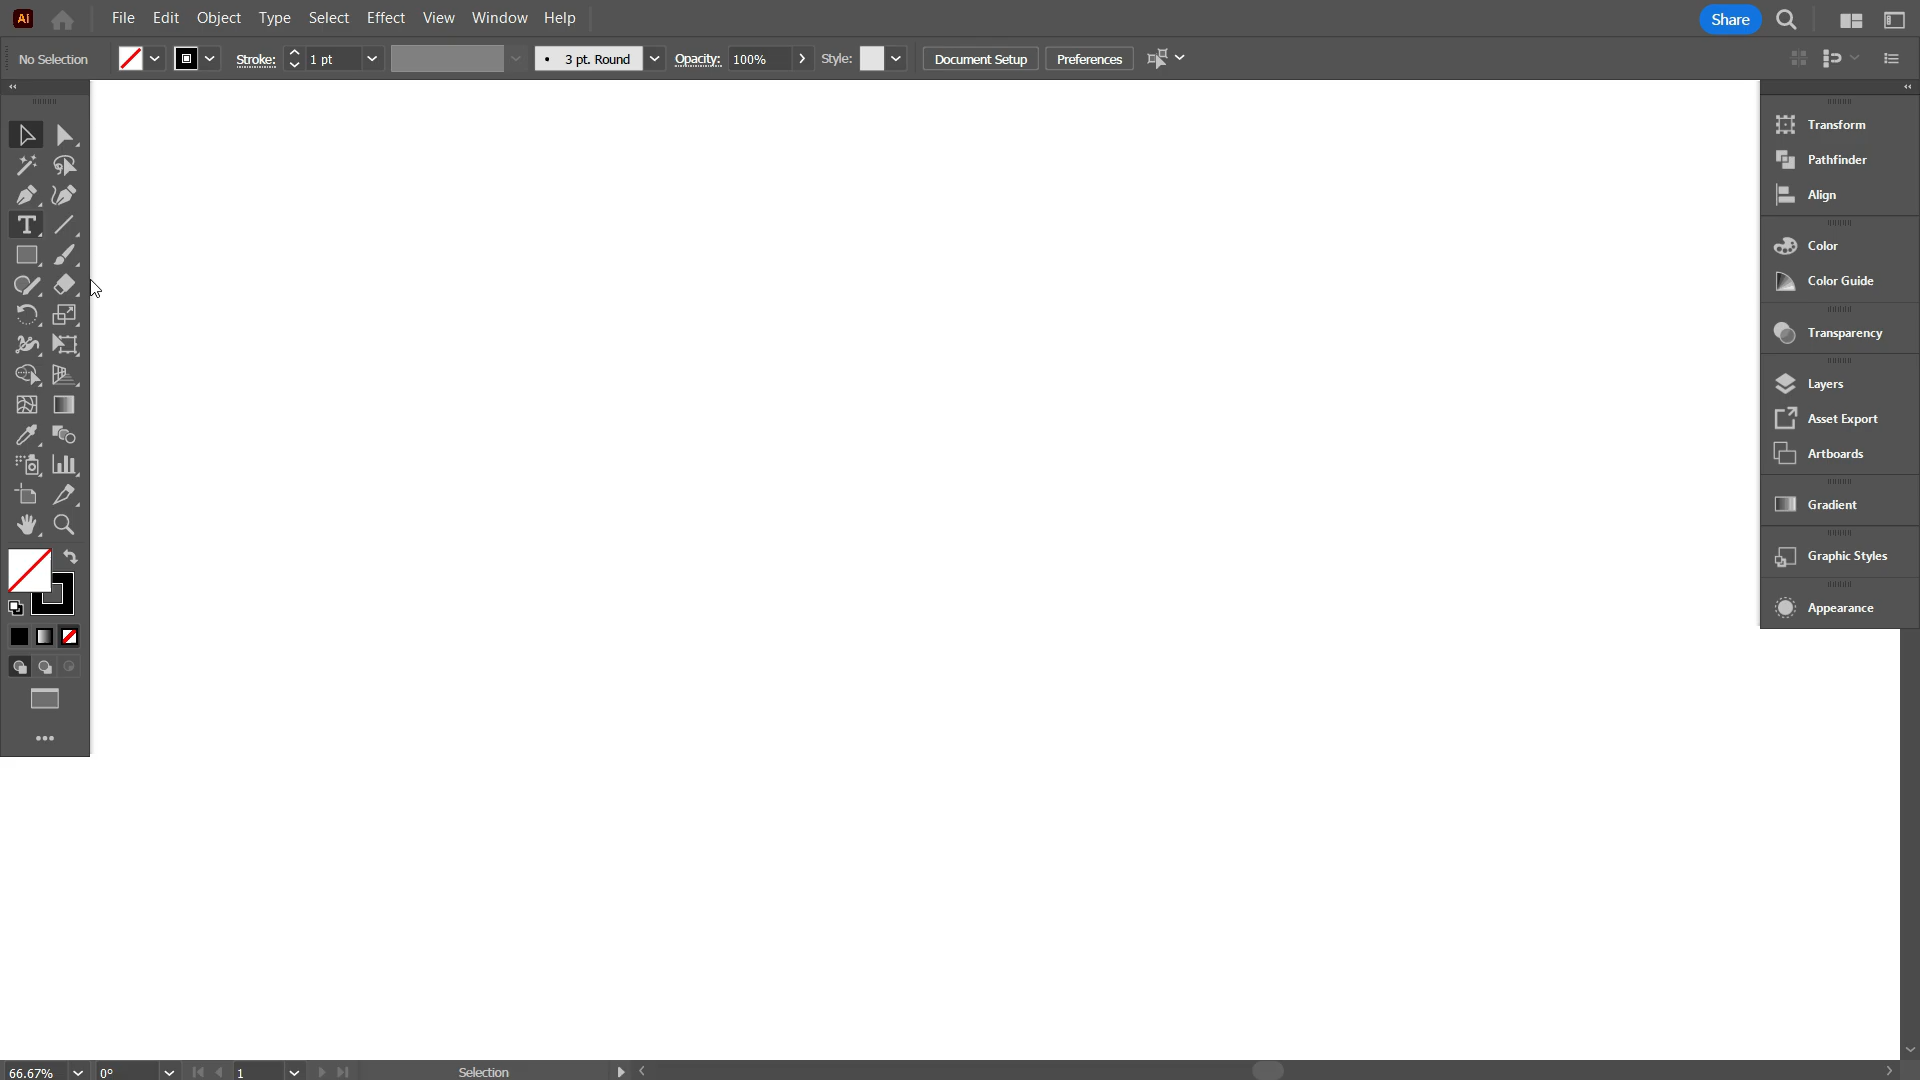 Ai File Edit Object Type Select Effect View Window Help Share
No Selection Stroke: 1 pt 3 pt. Round Opacity: 100% Style: Document Setup Preferences
Transform
Pathfinder
Align
Color
Color Guide
Transparency
Layers
Asset Export
Artboards
Gradient
Graphic Styles
Appearance
66.67% 0° 1 Selection